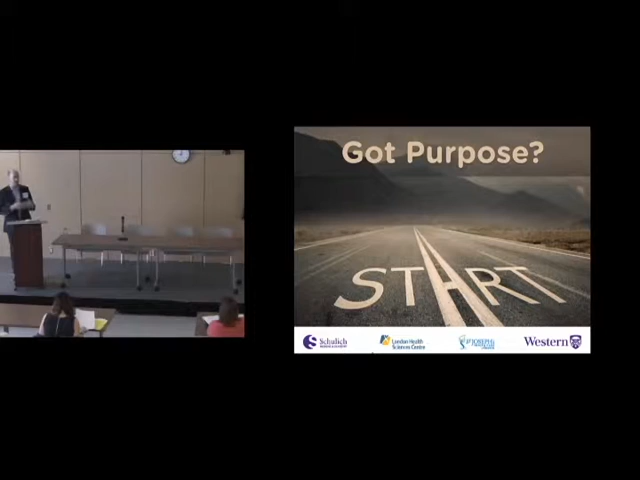 Got Purpose?
START
Schulich
London Health
Sciences Centre
Western